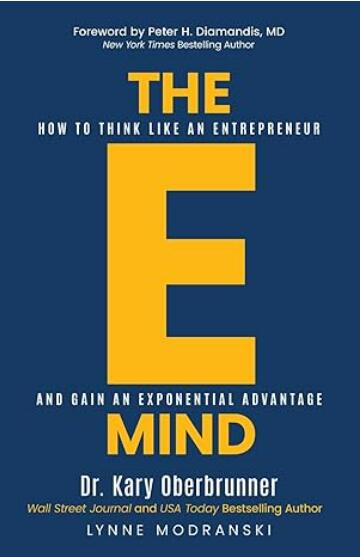 Foreword by Peter H. Diamandis, MD
New York Times Bestselling Author
THE
HOW TO THINK LIKE AN ENTREPRENEUR
E
AND GAIN AN EXPONENTIAL ADVANTAGE
MIND
Dr. Kary Oberbrunner
Wall Street Journal and USA Today Bestselling Author
LYNNE MODRANSKI